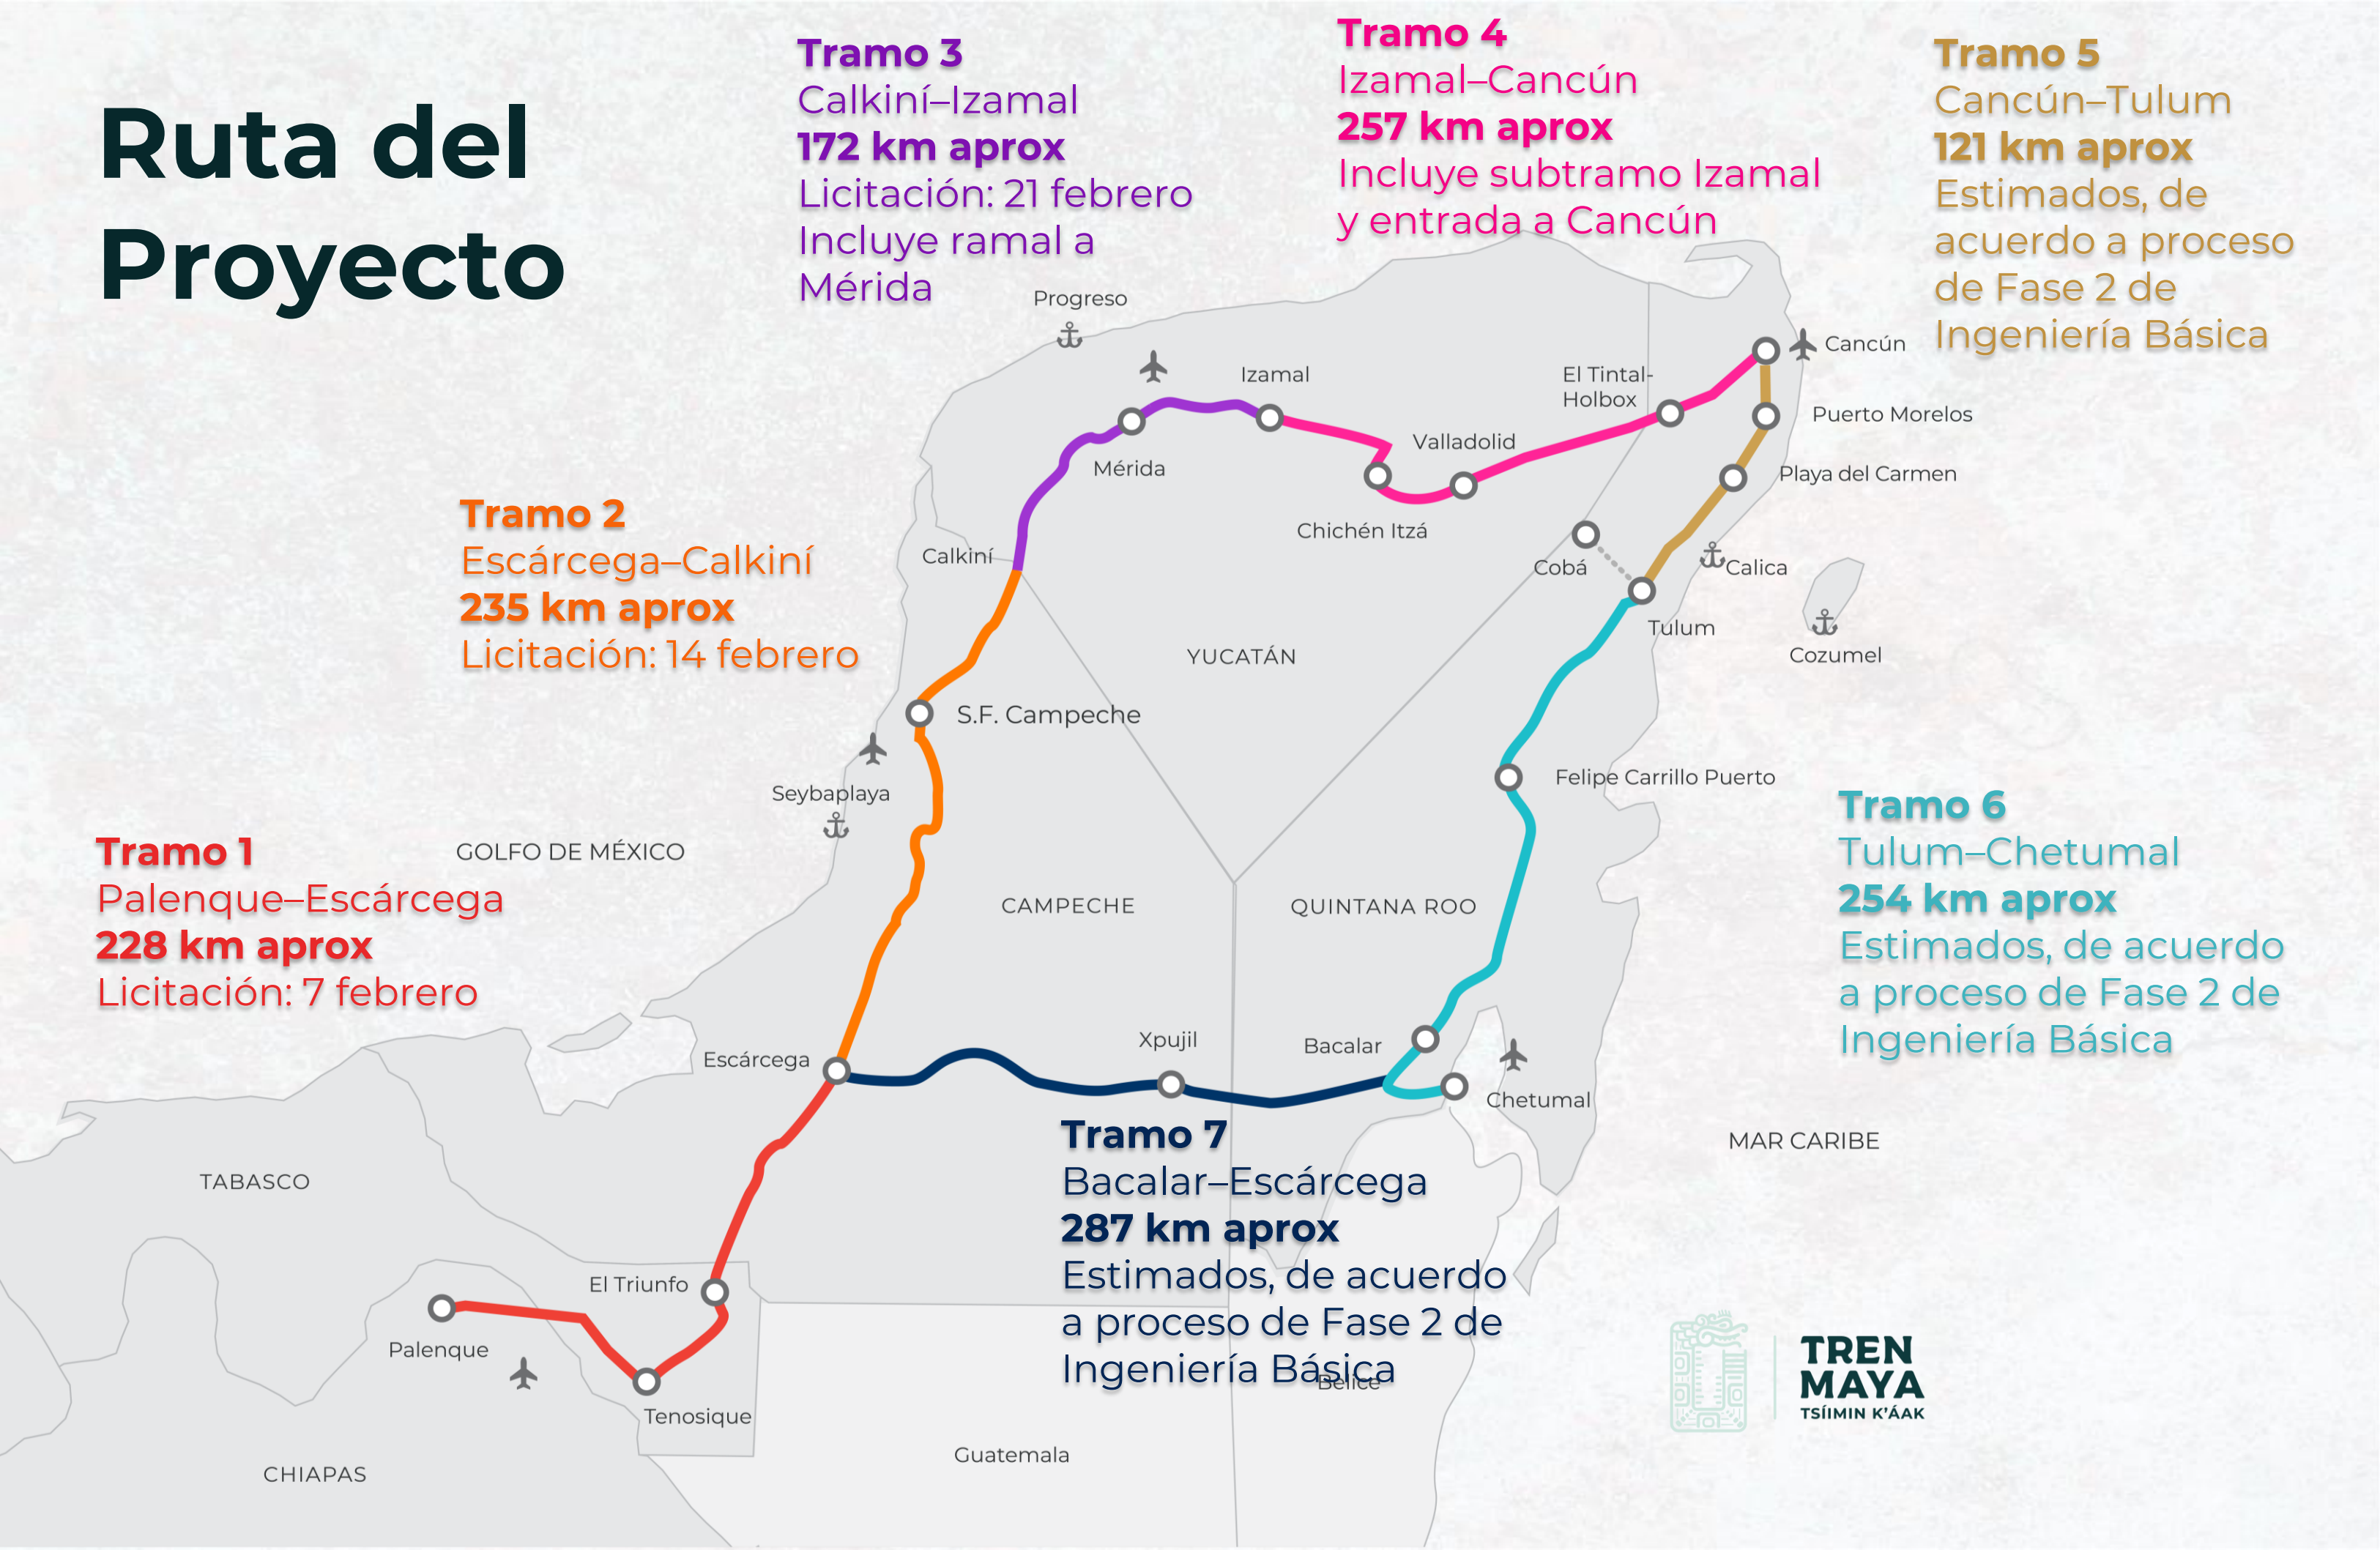 Ruta del
Proyecto
Tramo 3
Calkiní–Izamal
172 km aprox
Licitación: 21 febrero
Incluye ramal a
Mérida
Tramo 4
Izamal–Cancún
257 km aprox
Incluye subtramo Izamal
y entrada a Cancún
Tramo 5
Cancún–Tulum
121 km aprox
Estimados, de
acuerdo a proceso
de Fase 2 de
Ingeniería Básica
Progreso
Izamal
El Tintal-
Holbox
Cancún
Puerto Morelos
Valladolid
Mérida
Playa del Carmen
Chichén Itzá
Tramo 2
Escárcega–Calkiní
235 km aprox
Licitación: 14 febrero
Calkiní
Cobá
Calica
Tulum
Cozumel
YUCATÁN
S.F. Campeche
Seybaplaya
Felipe Carrillo Puerto
Tramo 6
Tulum–Chetumal
254 km aprox
Estimados, de acuerdo
a proceso de Fase 2 de
Ingeniería Básica
Tramo 1
Palenque–Escárcega
228 km aprox
Licitación: 7 febrero
GOLFO DE MÉXICO
CAMPECHE
QUINTANA ROO
Escárcega
Xpujil
Bacalar
Chetumal
MAR CARIBE
Tramo 7
Bacalar–Escárcega
287 km aprox
Estimados, de acuerdo
a proceso de Fase 2 de
Ingeniería Básica
TABASCO
El Triunfo
Palenque
Tenosique
CHIAPAS
Guatemala
Belice
TREN
MAYA
TSÍIMIN K'ÁAK